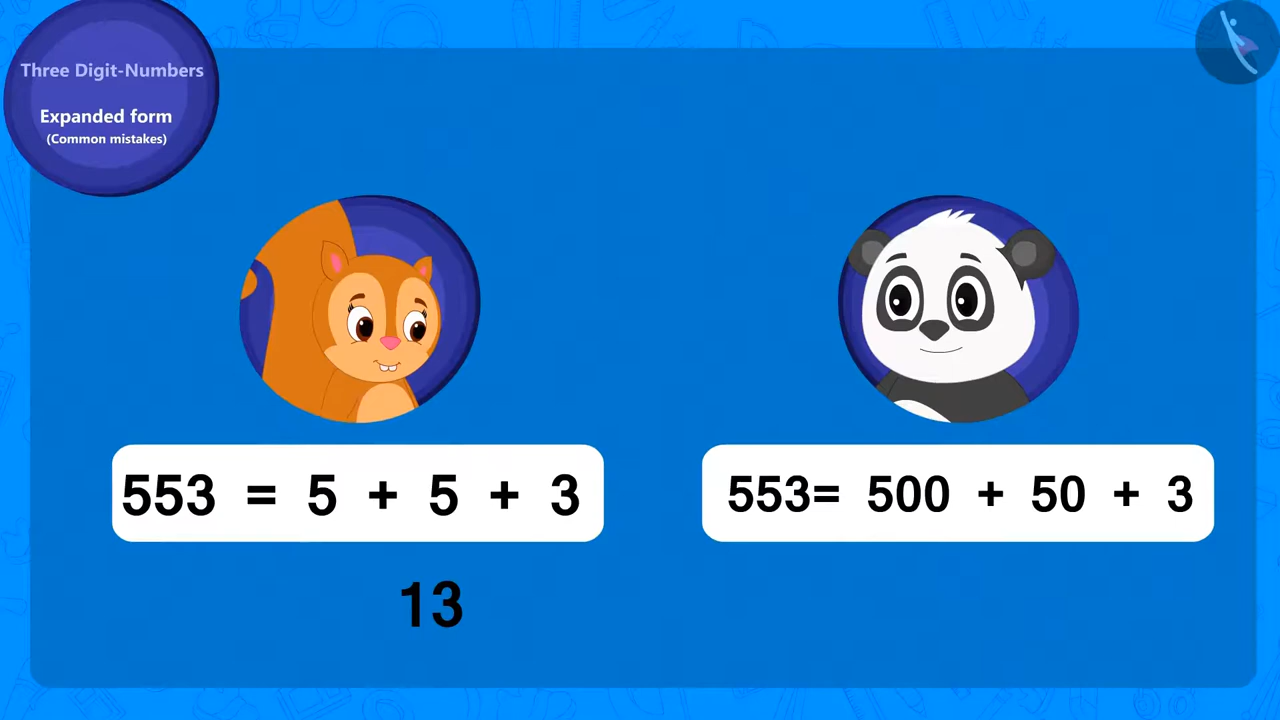 Three Digit-Numbers
Expanded form
(Common mistakes)
553 = 5 + 5 + 3
553= 500 + 50 + 3
13